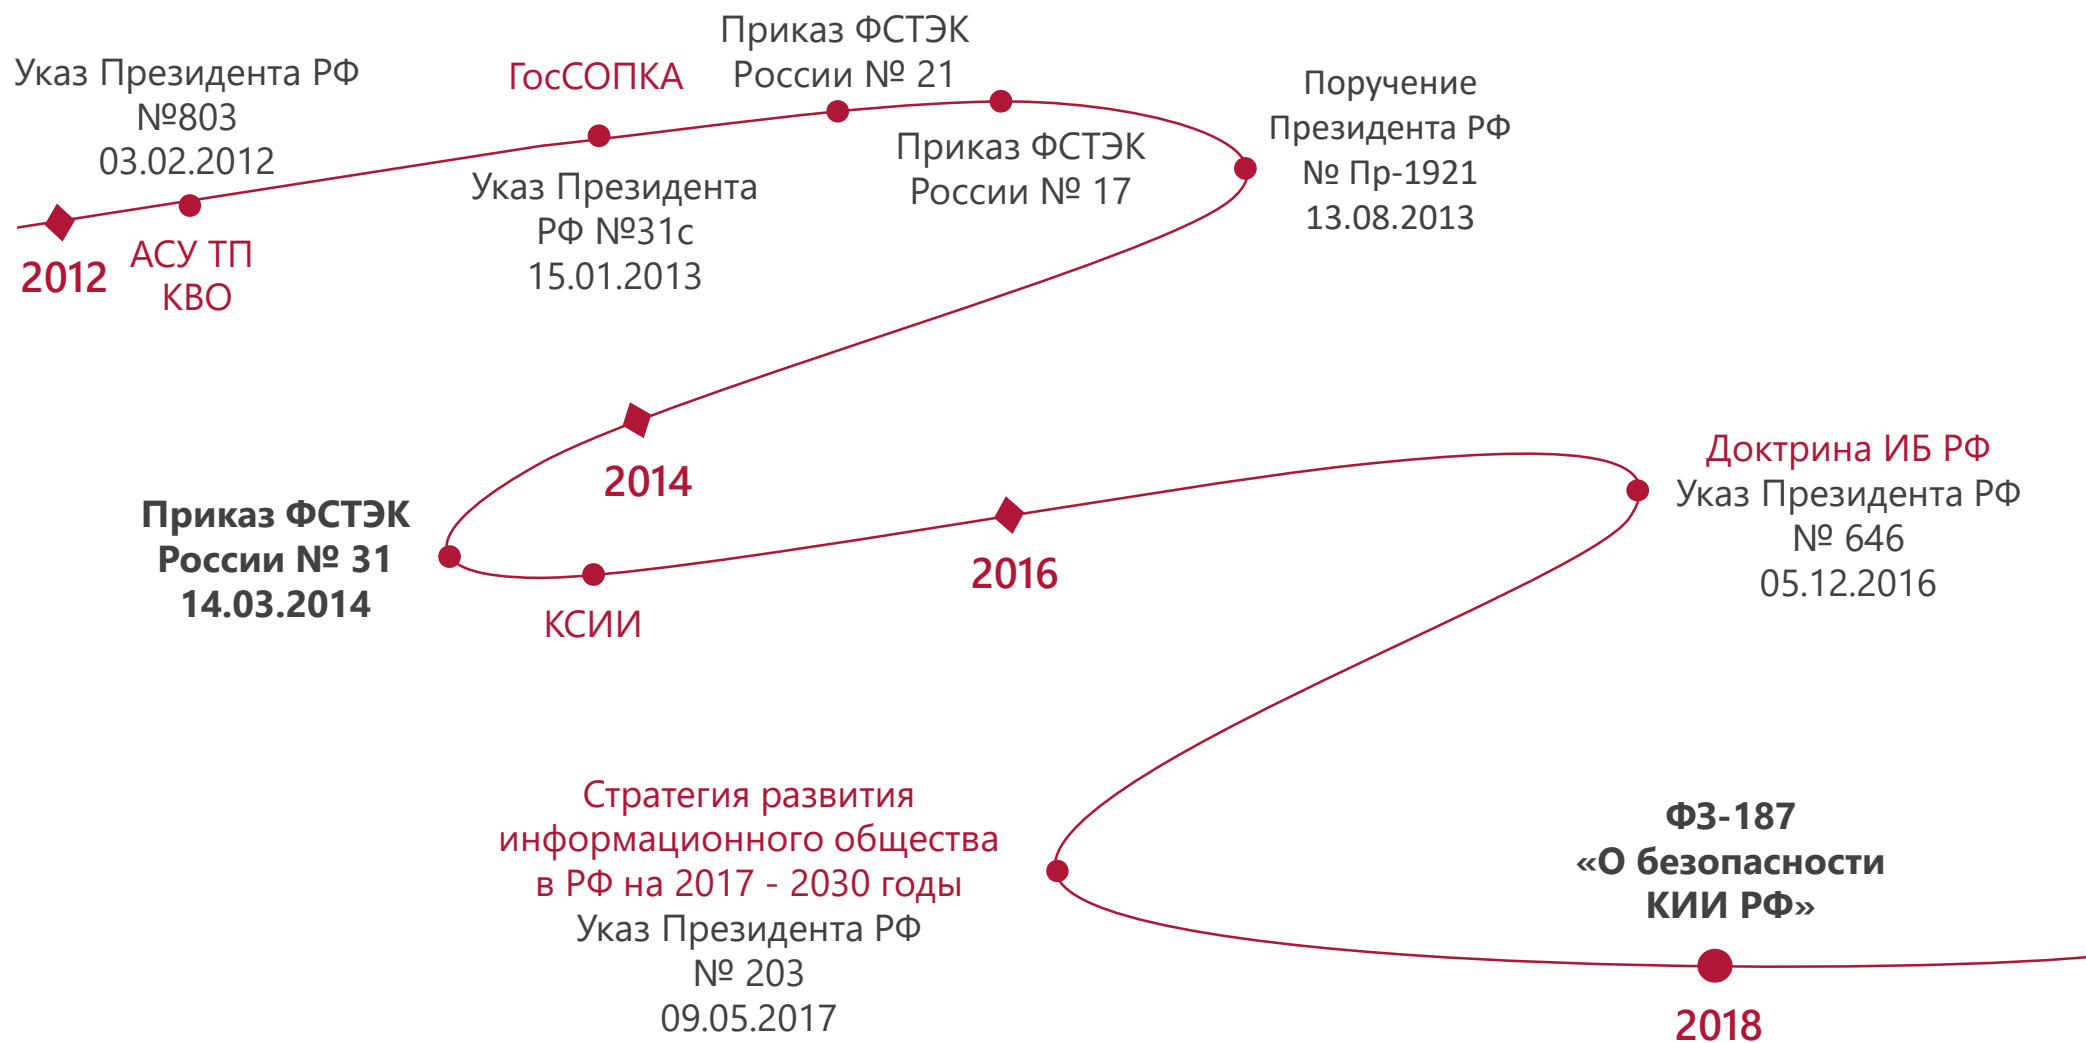 Указ Президента РФ
№803
03.02.2012
2012
АСУ ТП
КВО
ГосСОПКА
Указ Президента
РФ №31с
15.01.2013
Приказ ФСТЭК
России № 21
Приказ ФСТЭК
России № 17
Поручение
Президента РФ
№ Пр-1921
13.08.2013
2014
Приказ ФСТЭК
России № 31
14.03.2014
КСИИ
2016
Доктрина ИБ РФ
Указ Президента РФ
№ 646
05.12.2016
Стратегия развития
информационного общества
в РФ на 2017 - 2030 годы
Указ Президента РФ
№ 203
09.05.2017
ФЗ-187
«О безопасности
КИИ РФ»
2018